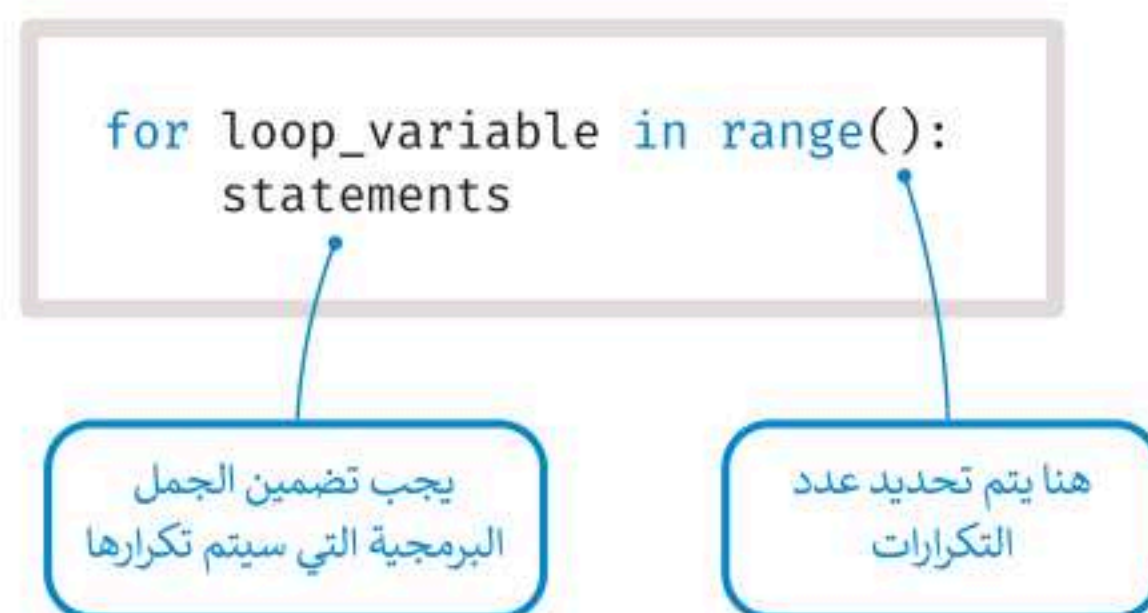 for loop_variable in range():
    statements
هنا يتم تحديد عدد
التكرارات
يجب تضمين الجمل
البرمجية التي سيتم تكرارها